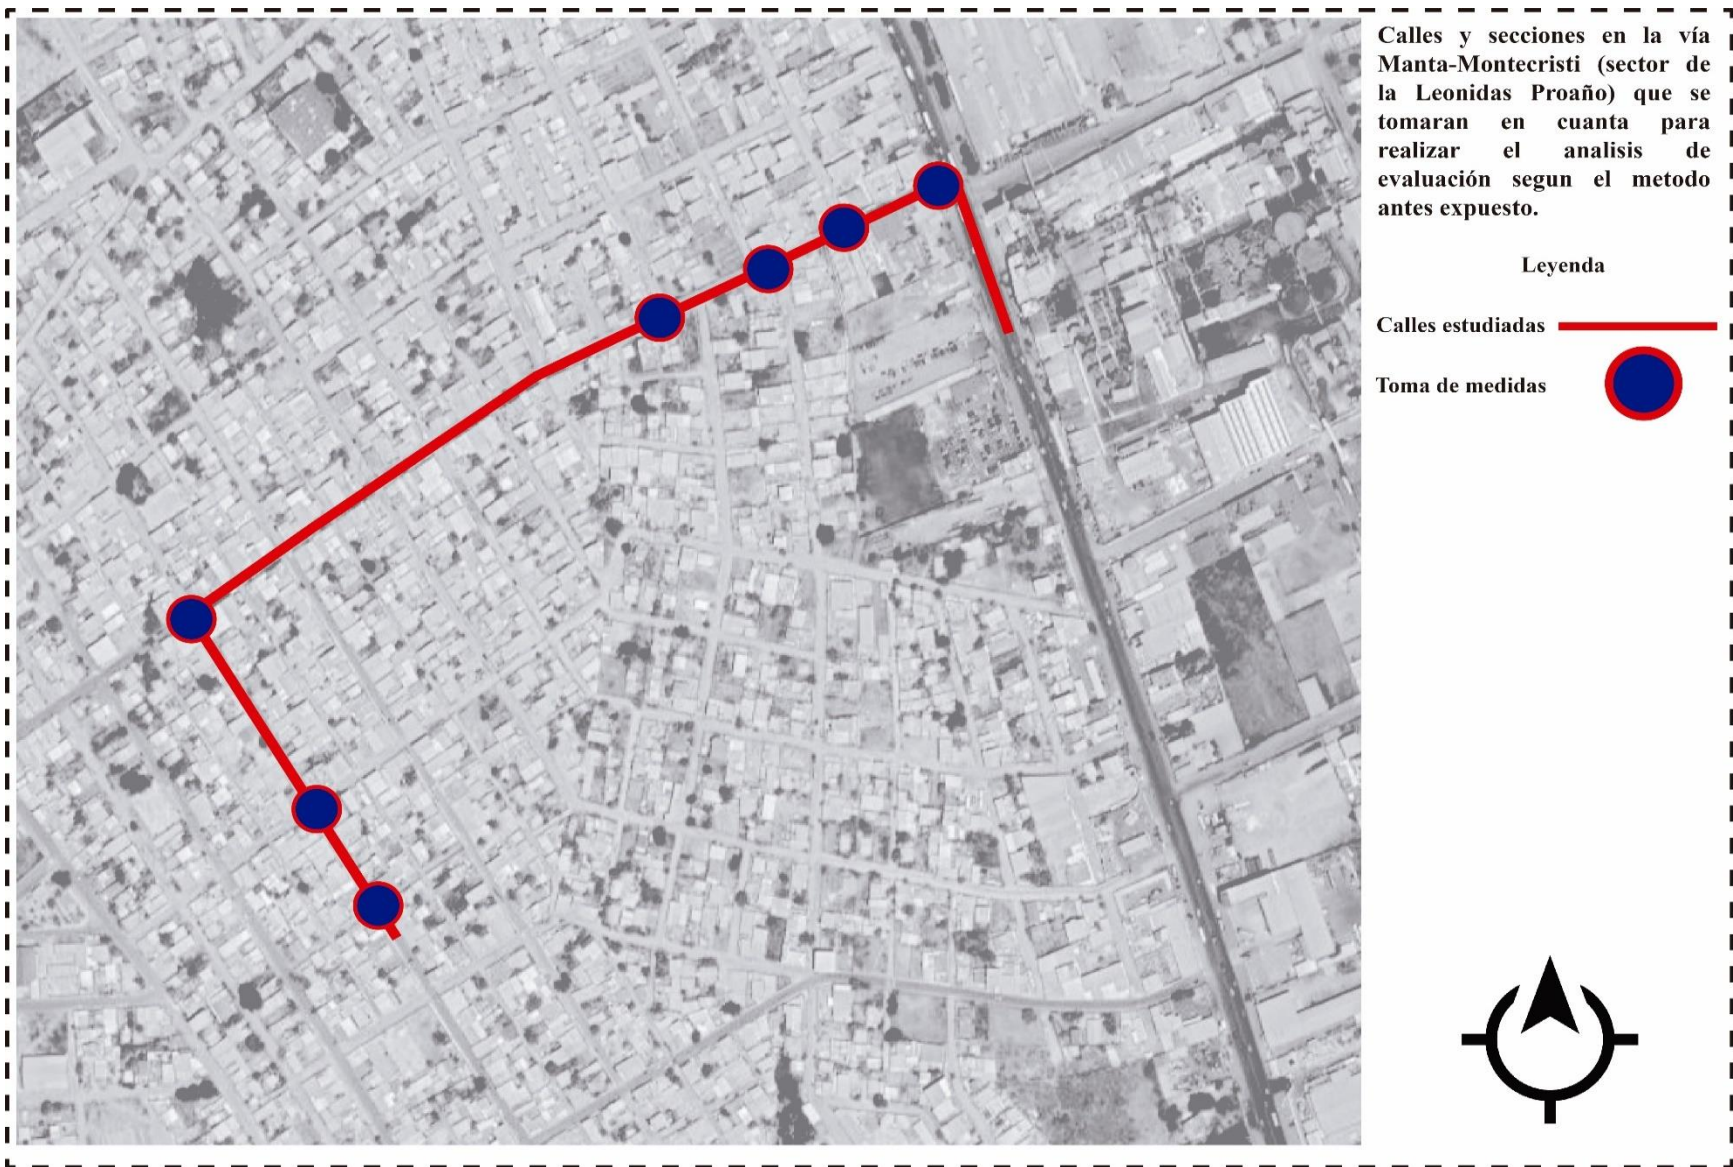 Calles y secciones en la vía
Manta-Montecristi (sector de
la Leonidas Proaño) que se
tomaran en cuanta para
realizar el analisis de
evaluación segun el metodo
antes expuesto.
Leyenda
Calles estudiadas
Toma de medidas